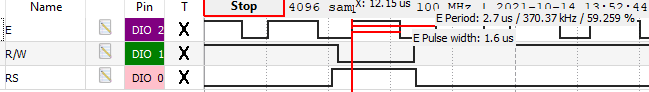 Name Pin T Stop 4096 samp X: 12.15 us 100 MHz | 2021-10-14 13:52:44
E Period: 2.7 us / 370.37 kHz / 59.259 %
E DIO 2 X
E Pulse width: 1.6 us
R/W DIO 1 X
RS DIO 0 X